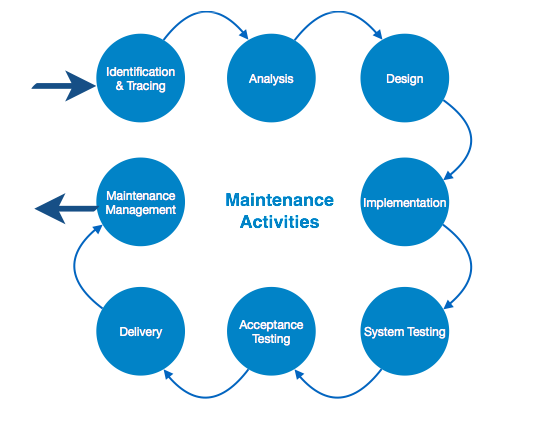 Identification
& Tracing
Analysis
Design
Maintenance
Management
Maintenance
Activities
Implementation
Delivery
Acceptance
Testing
System Testing